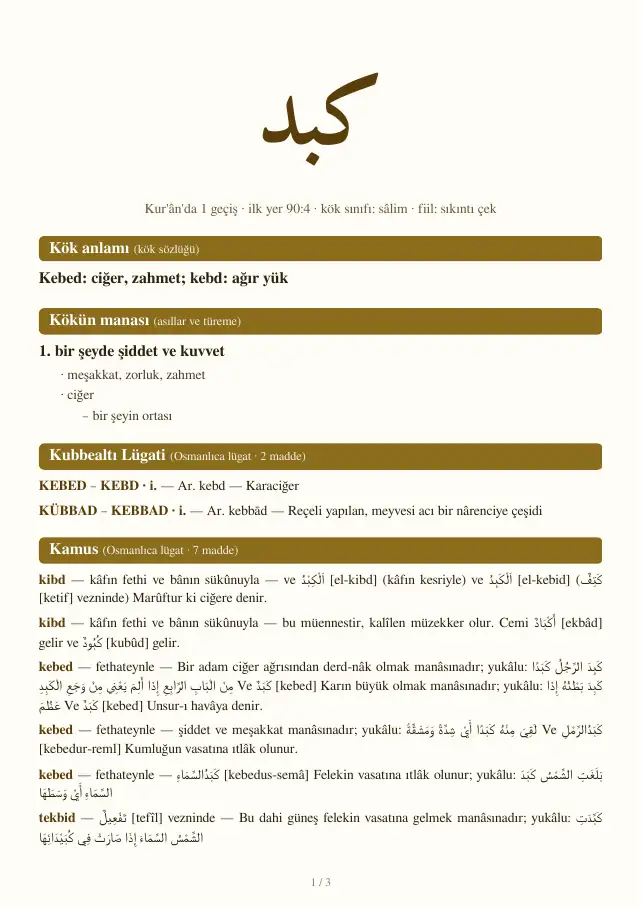 كبد
Kur'ân'da 1 geçiş · ilk yer 90:4 · kök sınıfı: sâlim · fiil: sıkıntı çek
Kök anlamı (kök sözlüğü)
Kebed: ciğer, zahmet; kebd: ağır yük
Kökün manası (asıllar ve türeme)
1. bir şeyde şiddet ve kuvvet
· meşakkat, zorluk, zahmet
· ciğer
– bir şeyin ortası
Kubbealtı Lügati (Osmanlıca lügat · 2 madde)
KEBED – KEBD · i. — Ar. kebd — Karaciğer
KÜBBAD – KEBBAD · i. — Ar. kebbād — Reçeli yapılan, meyvesi acı bir nârenciye çeşidi
Kamus (Osmanlıca lügat · 7 madde)
kibd — kâfın fethi ve bânın sükûnuyla — ve اَلْكِبْدُ [el-kibd] (kâfın kesriyle) ve اَلْكَبِدُ [el-kebid] (كَتِفٌ
[ketif] vezninde) Marûftur ki ciğere denir.
kibd — kâfın fethi ve bânın sükûnuyla — bu müennestir, kalîlen müzekker olur. Cemi أَكْبَادٌ [ekbâd]
gelir ve كُبُودٌ [kubûd] gelir.
kebed — fethateynle — Bir adam ciğer ağrısından derd-nâk olmak manâsınadır; yukâlu: كَبِدَ الرَّجُلُ كَبَدًا
مِنَ الْبَابِ الرَّابِعِ إِذَا أَلِمَ يَعْنِي مِنْ وَجَعِ الْكَبِدِ Ve كَبَدٌ [kebed] Karın büyük olmak manâsınadır; yukâlu: كَبِدَ بَطْنُهُ إِذَا
عَظُمَ Ve كَبَدٌ [kebed] Unsur-ı havâya denir.
kebed — fethateynle — şiddet ve meşakkat manâsınadır; yukâlu: لَقِيَ مِنْهُ كَبَدًا أَيْ شِدَّةً وَمَشَقَّةً Ve كَبَدُالرَّمْلِ
[kebedur-reml] Kumluğun vasatına ıtlâk olunur.
kebed — fethateynle — كَبَدُالسَّمَاءِ [kebedus-semâ] Felekin vasatına ıtlâk olunur; yukâlu: بَلَغَتِ الشَّمْسُ كَبَدَ
السَّمَاءِ أَيْ وَسَطَهَا
tekbid — تَفْعِيلٌ [tefîl] vezninde — Bu dahi güneş felekin vasatına gelmek manâsınadır; yukâlu: كَبَّدَتِ
الشَّمْسُ السَّمَاءَ إِذَا صَارَتْ فِي كُبَيْدَائِهَا
1 / 3